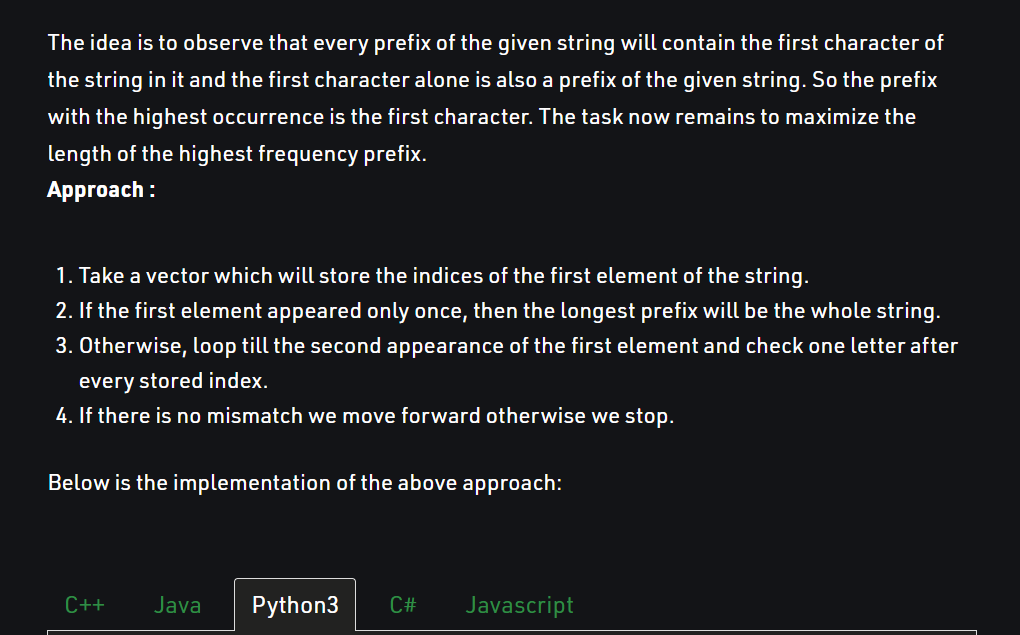 The idea is to observe that every prefix of the given string will contain the first character of
the string in it and the first character alone is also a prefix of the given string. So the prefix
with the highest occurrence is the first character. The task now remains to maximize the
length of the highest frequency prefix.
Approach :
1. Take a vector which will store the indices of the first element of the string.
2. If the first element appeared only once, then the longest prefix will be the whole string.
3. Otherwise, loop till the second appearance of the first element and check one letter after
every stored index.
4. If there is no mismatch we move forward otherwise we stop.
Below is the implementation of the above approach:
C++ Java Python3 C# Javascript